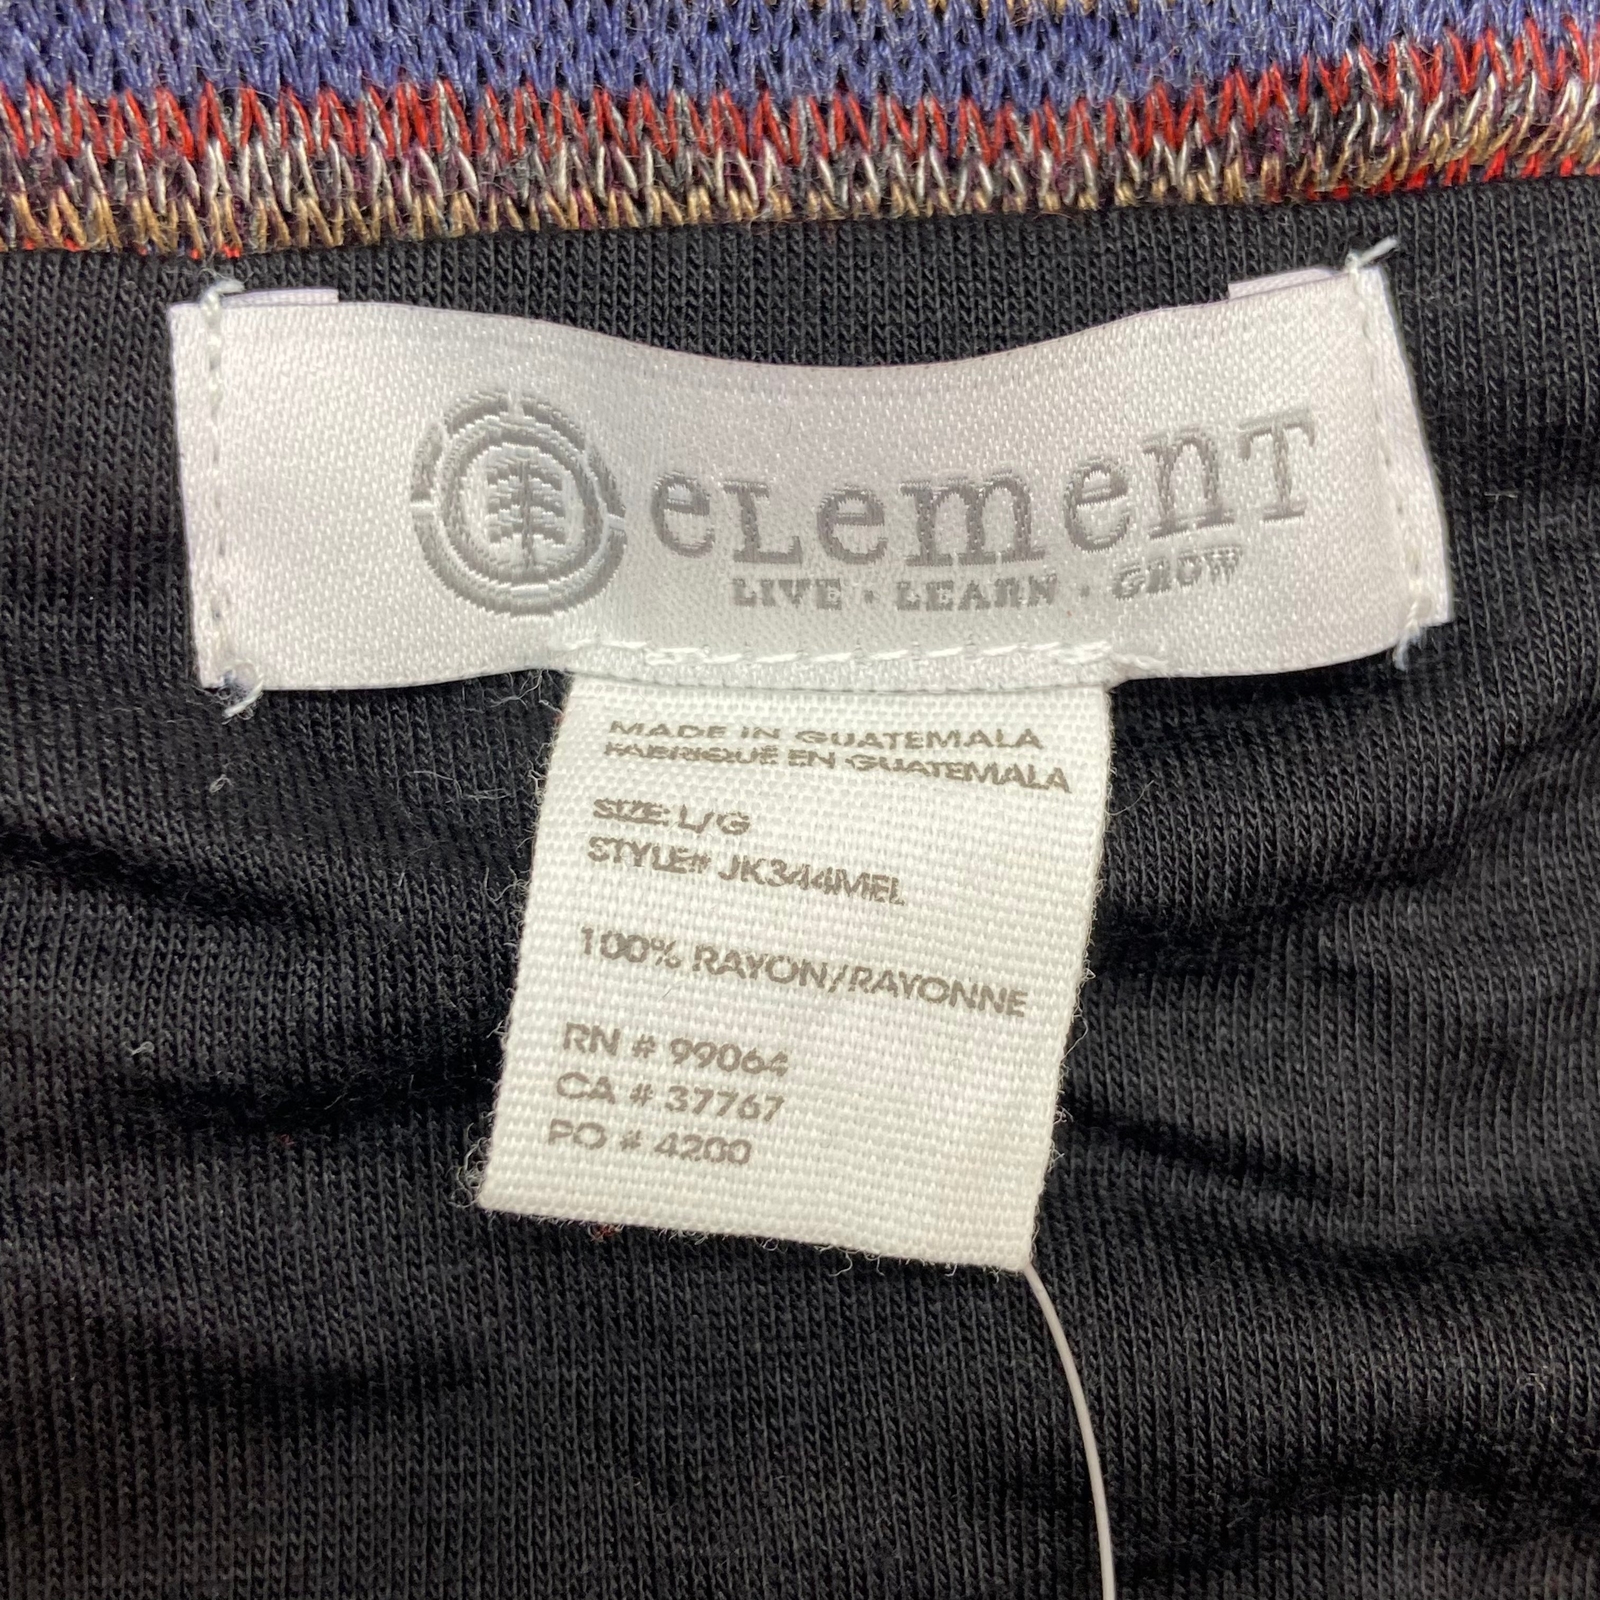 eLemenT
LIVE · LEARN · GROW
MADE IN GUATEMALA
FABRIQUÉ EN GUATEMALA
SIZE: L/G
STYLE# JK344MEL
100% RAYON/RAYONNE
RN # 99064
CA # 37767
PO # 4200